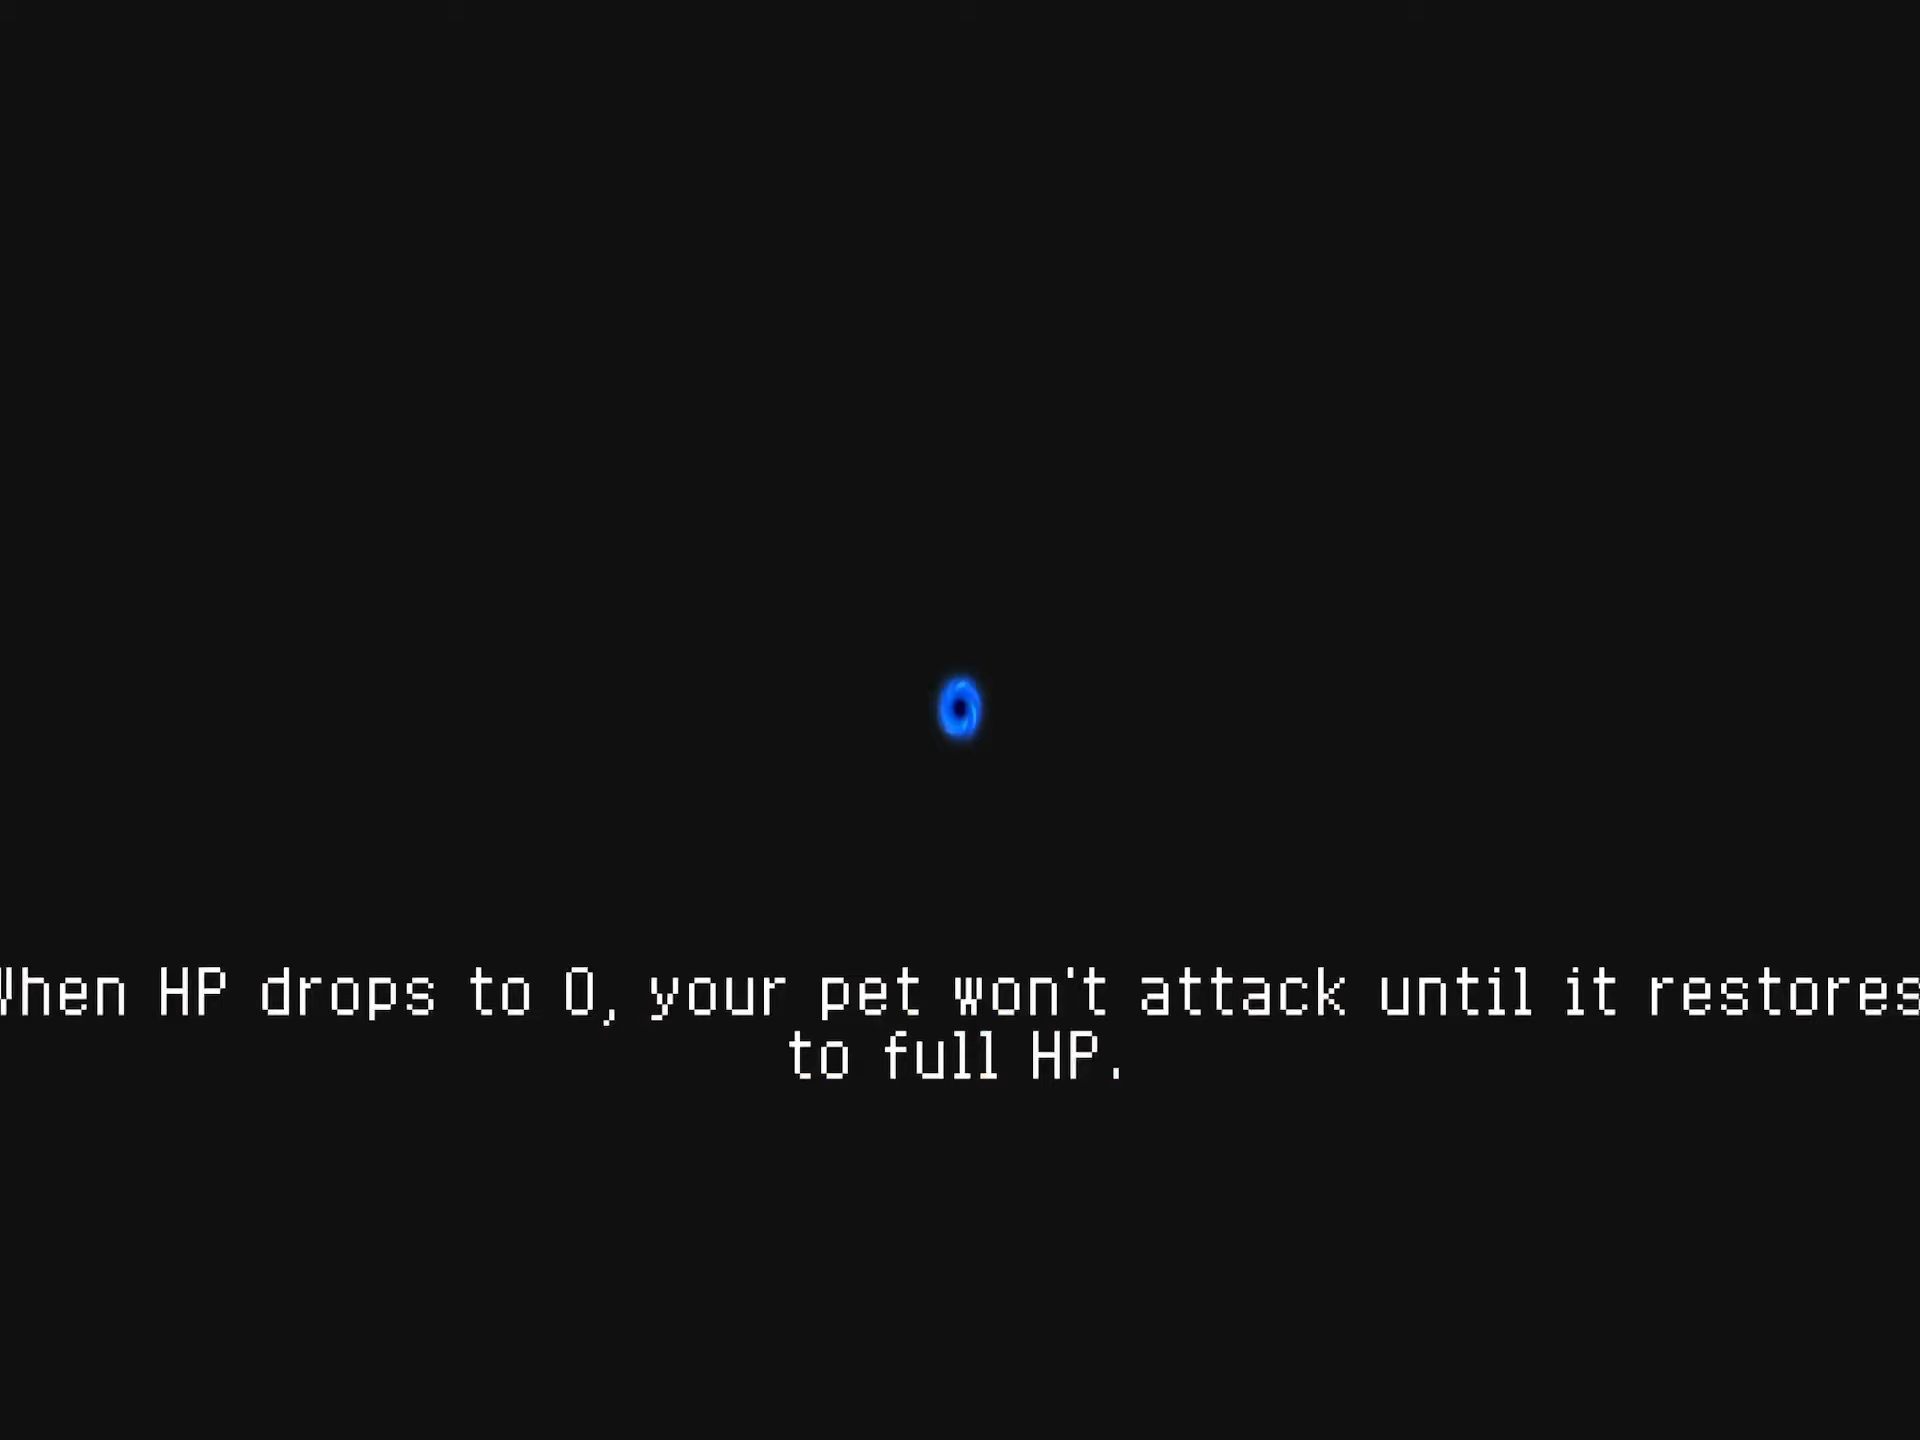 When HP drops to 0, your pet won't attack until it restores
to full HP.